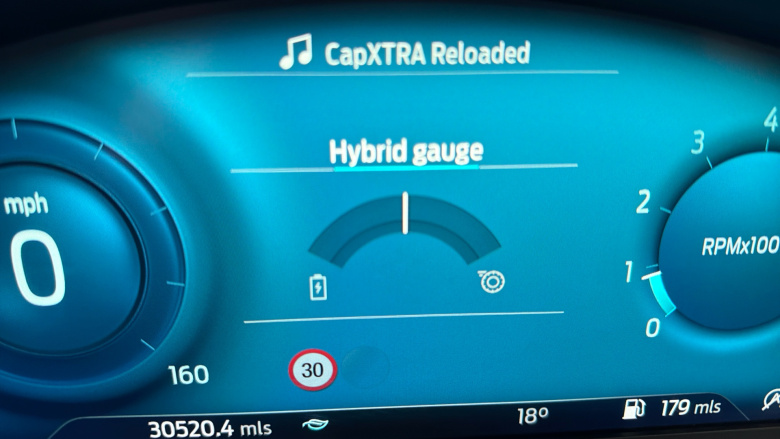 CapXTRA Reloaded
Hybrid gauge
mph
0
160
4
3
2
1
0
RPMx100
30
30520.4 mls
18º
179 mls